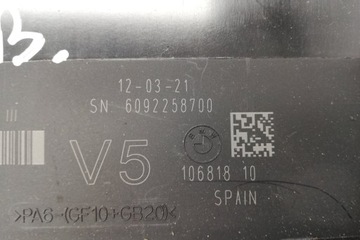 B.
12-03-21
SN 6092258700
V5
106818 10
SPAIN
>PA6-(GF10+GB20)<